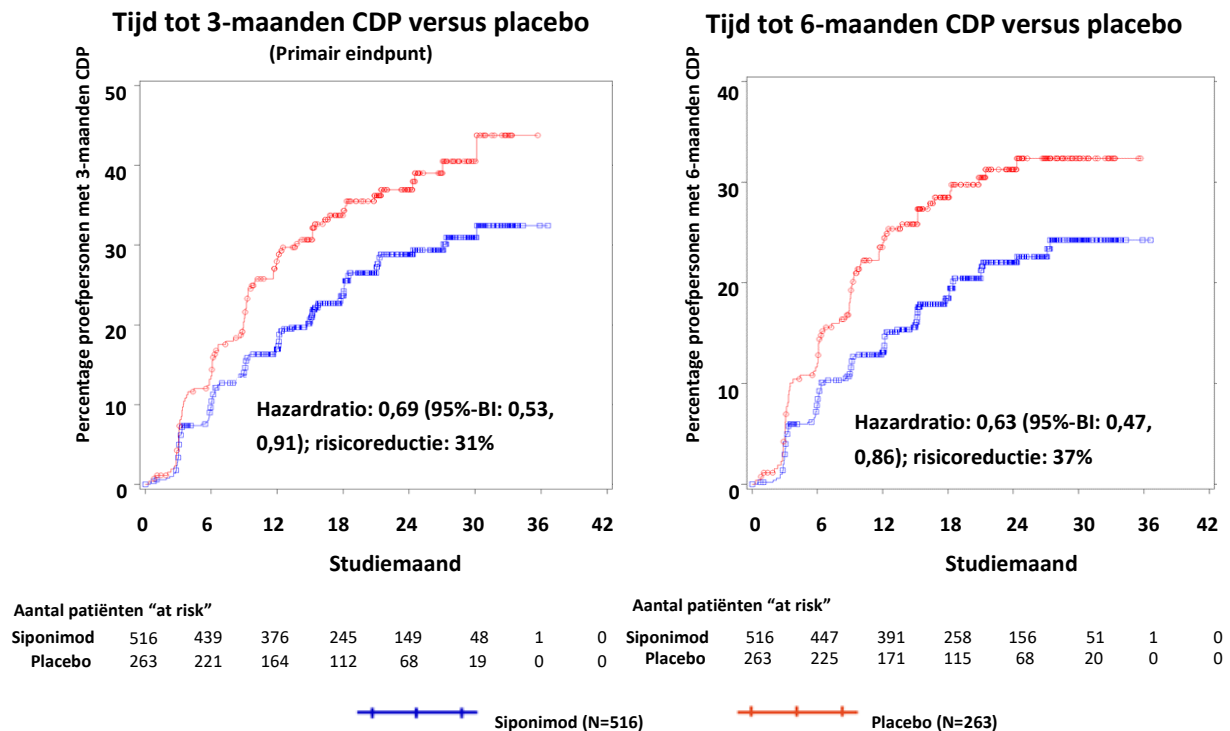 Tijd tot 3-maanden CDP versus placebo
(Primair eindpunt)
Percentage proefpersonen met 3-maanden CDP
50
40
30
20
10
0
Hazardratio: 0,69 (95%-BI: 0,53,
0,91); risicoreductie: 31%
0 6 12 18 24 30 36 42
Studiemaand
Aantal patiënten “at risk”
Siponimod 516 439 376 245 149 48 1 0
Placebo 263 221 164 112 68 19 0 0
Tijd tot 6-maanden CDP versus placebo
Percentage proefpersonen met 6-maanden CDP
40
30
20
10
0
Hazardratio: 0,63 (95%-BI: 0,47,
0,86); risicoreductie: 37%
0 6 12 18 24 30 36 42
Studiemaand
Aantal patiënten “at risk”
Siponimod 516 447 391 258 156 51 1 0
Placebo 263 225 171 115 68 20 0 0
Siponimod (N=516)
Placebo (N=263)